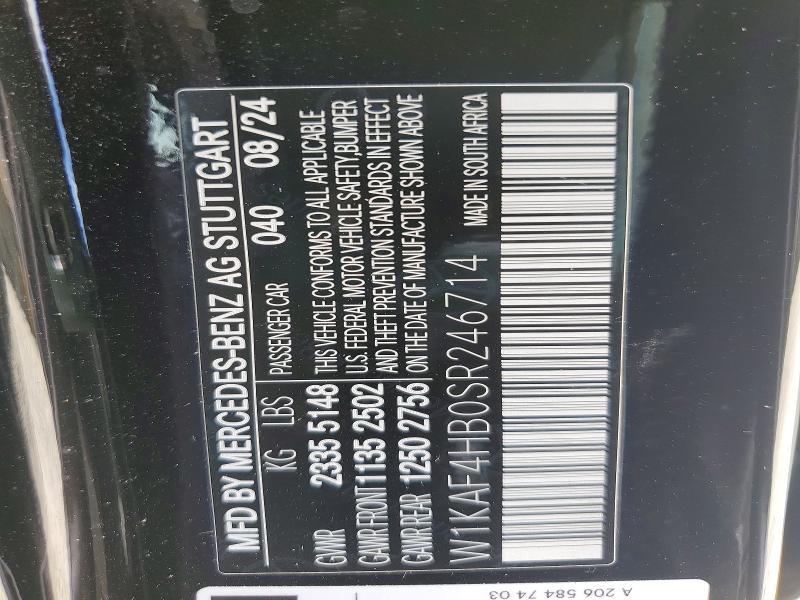 MFD BY MERCEDES-BENZ AG STUTTGART
KG LBS PASSENGER CAR 040 08/24
GVWR 2335 5148 THIS VEHICLE CONFORMS TO ALL APPLICABLE
GAWR FRONT 1135 2502 U.S. FEDERAL MOTOR VEHICLE SAFETY, BUMPER
GAWR REAR 1250 2756 AND THEFT PREVENTION STANDARDS IN EFFECT
ON THE DATE OF MANUFACTURE SHOWN ABOVE
W1KAF4HB0SR246714 MADE IN SOUTH AFRICA
A 206 584 74 03